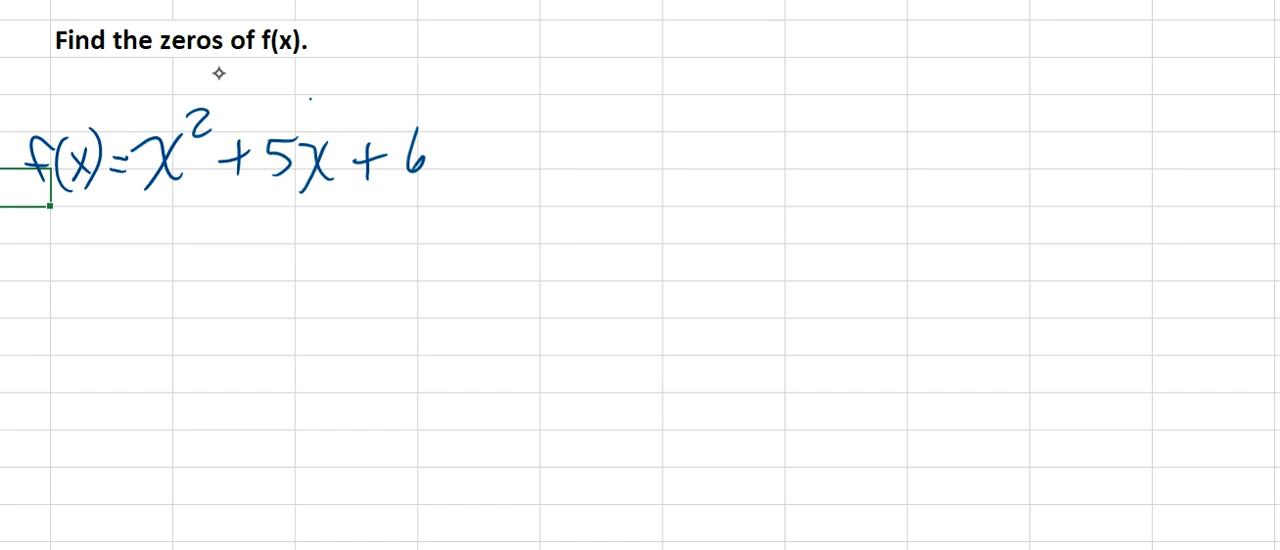 Find the zeros of f(x).
f(x)=x²+5x+6